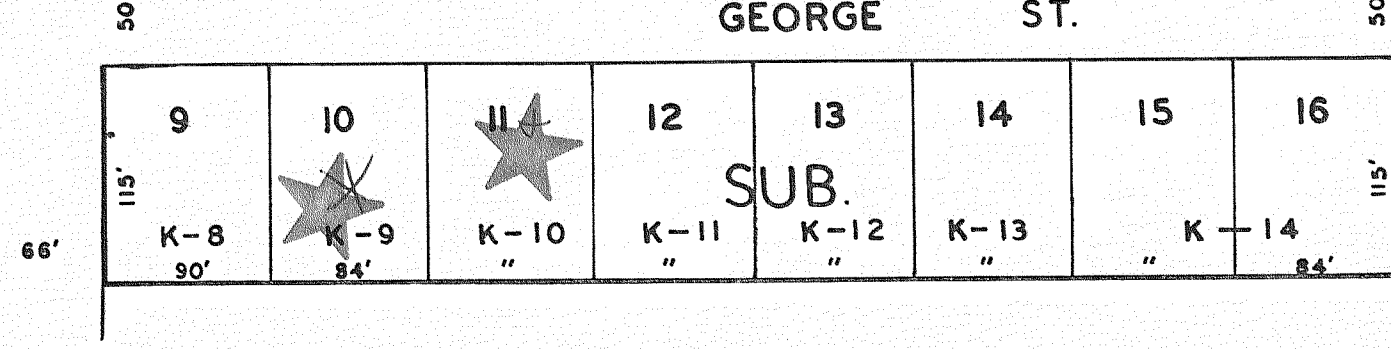 50 GEORGE ST. 50
9 10 11 12 13 14 15 16
115' SUB. 115'
66' K-8 K-9 K-10 K-11 K-12 K-13 K-14
90' 84' " " " " " 84'